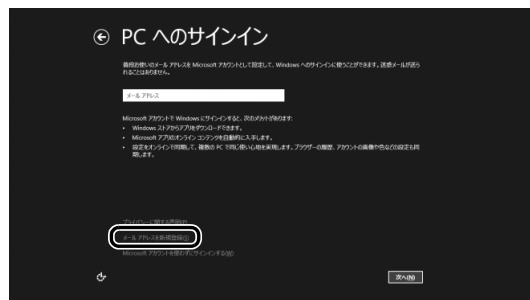 PC へのサインイン
普段お使いのメール アドレスを Microsoft アカウントとして設定して、Windows へのサインインに使うことができます。迷惑メールが送ら
れることはありません。
メール アドレス
Microsoft アカウントで Windows にサインインすると、次のメリットがあります:
• Windows ストアからアプリをダウンロードできます。
• Microsoft アプリのオンライン コンテンツを自動的に入手します。
• 設定をオンラインで同期して、複数の PC で同じ使い心地を実現します。ブラウザーの履歴、アカウントの画像や色などの設定も同
期します。
プライバシーに関する声明(P)
メール アドレスを新規登録(S)
Microsoft アカウントを使わずにサインインする(W)
次へ(N)